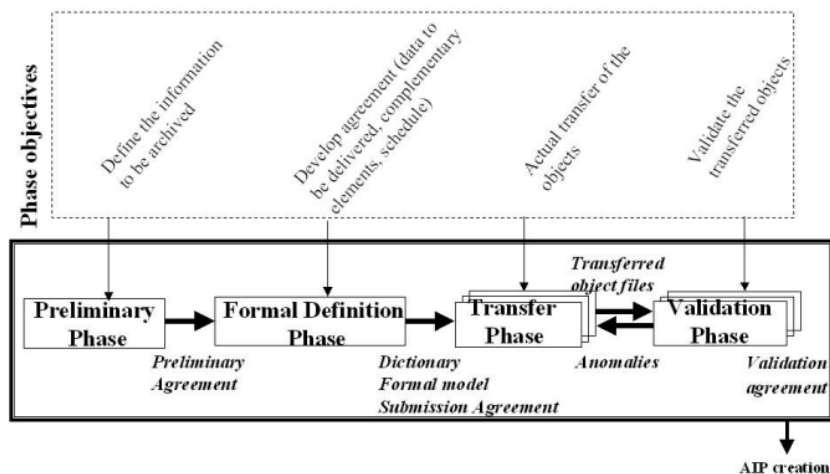 Phase objectives
Define the information
to be archived
Develop agreement (data to
be delivered, complementary
elements, schedule)
Actual transfer of the
objects
Validate the
transferred objects
Preliminary
Phase
Formal Definition
Phase
Transfer
Phase
Transferred
object files
Validation
Phase
Preliminary
Agreement
Dictionary
Formal model
Submission Agreement
Anomalies
Validation
agreement
AIP creation